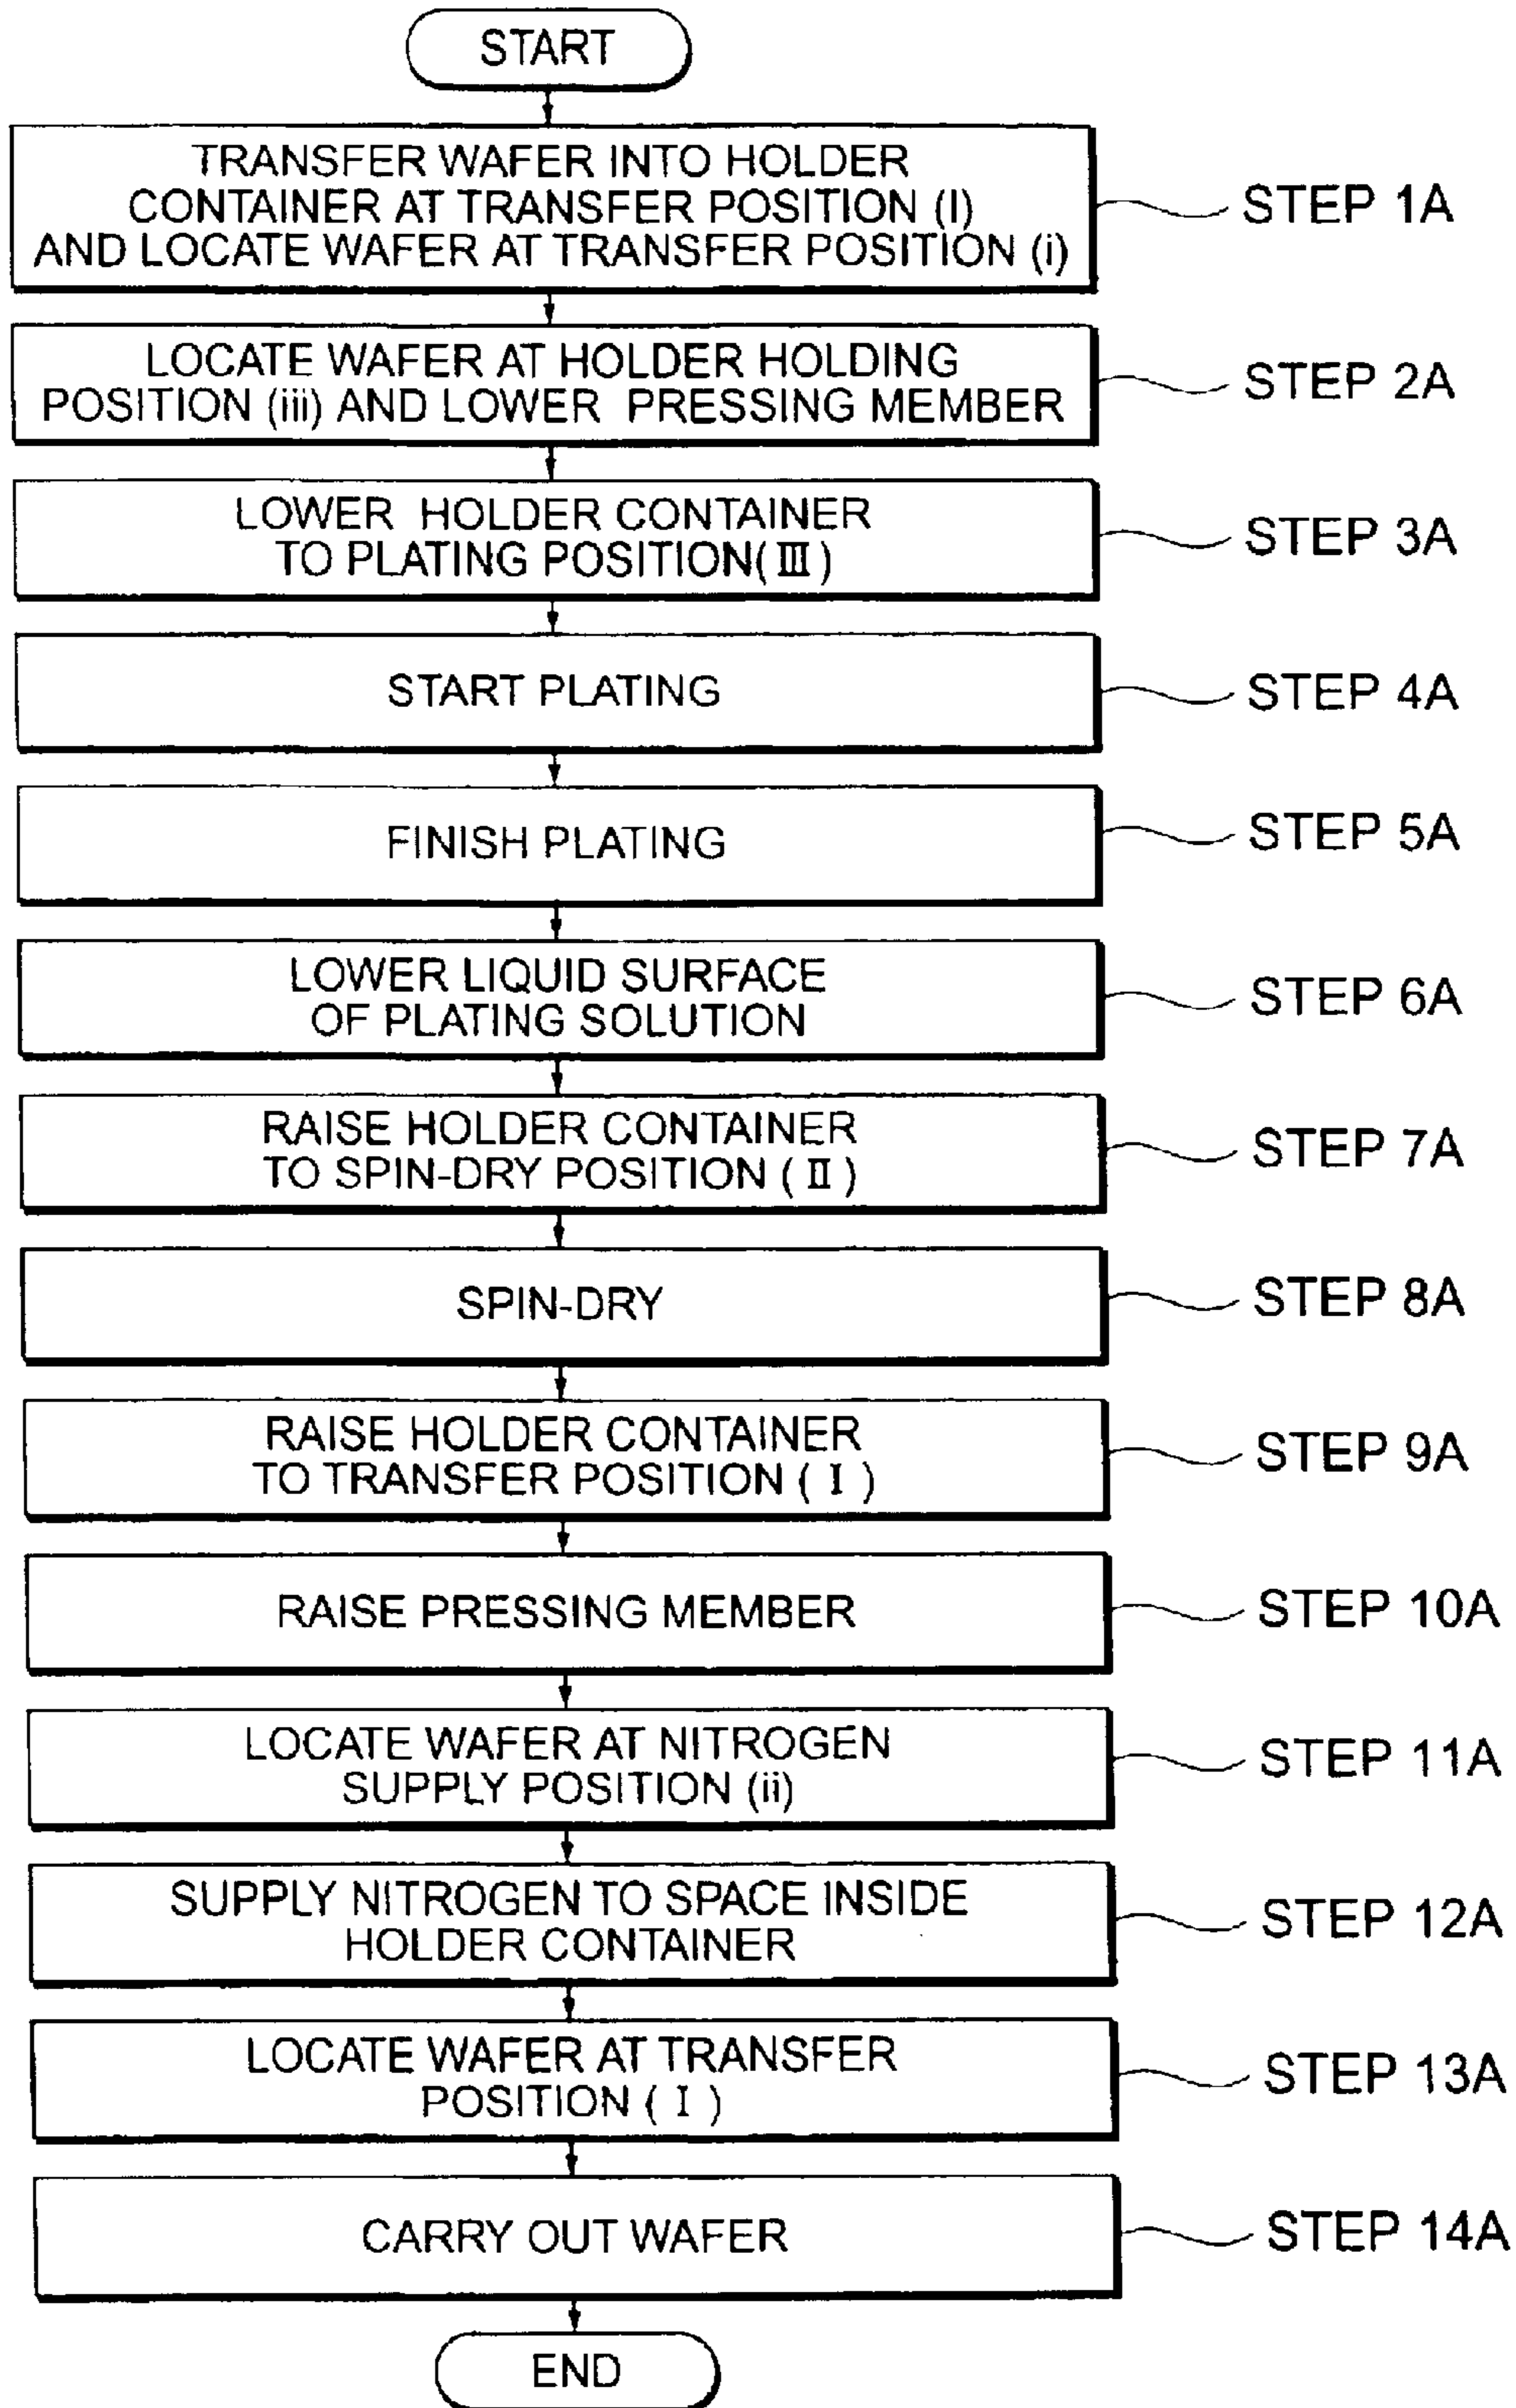 START
TRANSFER WAFER INTO HOLDER
CONTAINER AT TRANSFER POSITION (I)
AND LOCATE WAFER AT TRANSFER POSITION (i)
STEP 1A
LOCATE WAFER AT HOLDER HOLDING
POSITION (iii) AND LOWER PRESSING MEMBER
STEP 2A
LOWER HOLDER CONTAINER
TO PLATING POSITION(Ⅲ)
STEP 3A
START PLATING
STEP 4A
FINISH PLATING
STEP 5A
LOWER LIQUID SURFACE
OF PLATING SOLUTION
STEP 6A
RAISE HOLDER CONTAINER
TO SPIN-DRY POSITION (Ⅱ)
STEP 7A
SPIN-DRY
STEP 8A
RAISE HOLDER CONTAINER
TO TRANSFER POSITION (Ⅰ)
STEP 9A
RAISE PRESSING MEMBER
STEP 10A
LOCATE WAFER AT NITROGEN
SUPPLY POSITION (ii)
STEP 11A
SUPPLY NITROGEN TO SPACE INSIDE
HOLDER CONTAINER
STEP 12A
LOCATE WAFER AT TRANSFER
POSITION (Ⅰ)
STEP 13A
CARRY OUT WAFER
STEP 14A
END